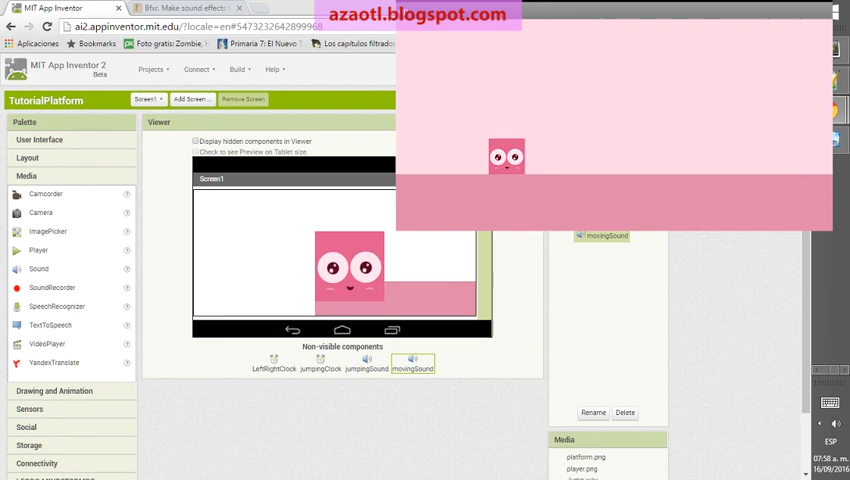 MIT App Inventor
Bfxr. Make sound effects f
azaotl.blogspot.com
ai2.appinventor.mit.edu/?locale=en#5473232642899968
Aplicaciones
Bookmarks
Foto gratis: Zombie, H
Primaria 7: El Nuevo T
Los capítulos filtrados
MIT App Inventor 2
Beta
Projects
Connect
Build
Help
TutorialPlatform
Screen1
Add Screen...
Remove Screen
Palette
Viewer
User Interface
Layout
Media
Camcorder
Camera
ImagePicker
Player
Sound
SoundRecorder
SpeechRecognizer
TextToSpeech
VideoPlayer
YandexTranslate
Drawing and Animation
Sensors
Social
Storage
Connectivity
Display hidden components in Viewer
Check to see Preview on Tablet size.
Screen1
Non-visible components
LeftRightClock
jumpingClock
jumpingSound
movingSound
movingSound
Rename
Delete
Media
platform.png
player.png
ESP
07:58 a. m.
16/09/2016